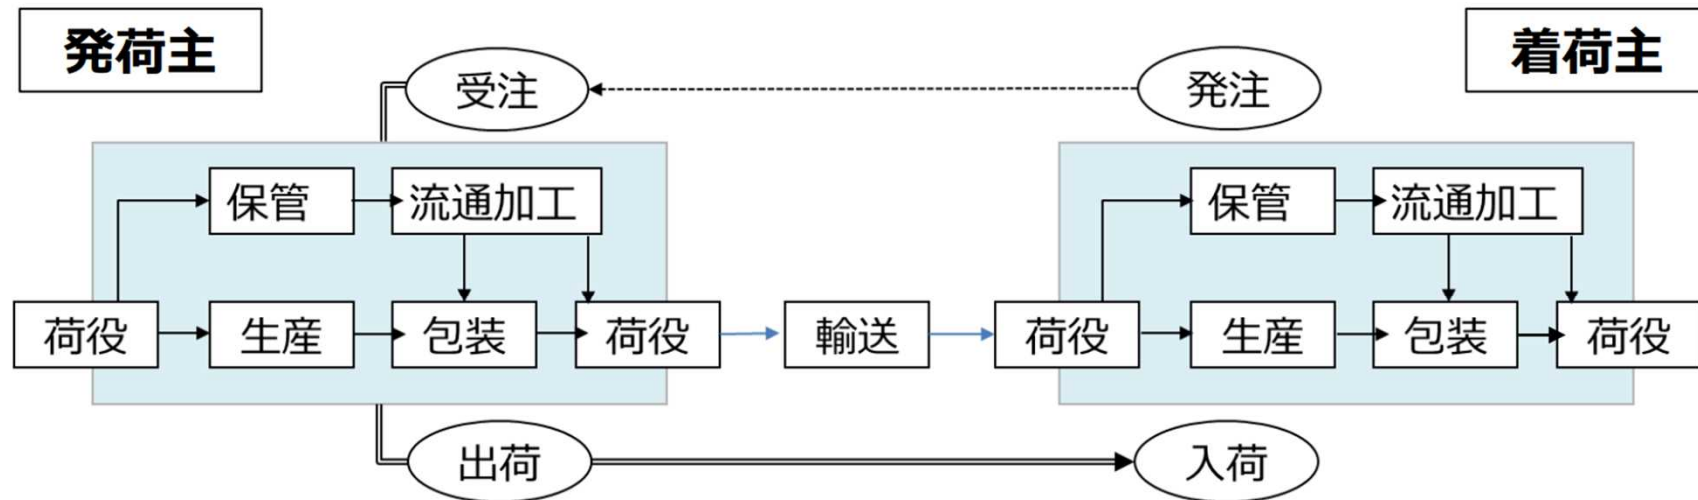 発荷主
着荷主
受注
発注
保管
流通加工
保管
流通加工
荷役
生産
包装
荷役
輸送
荷役
生産
包装
荷役
出荷
入荷